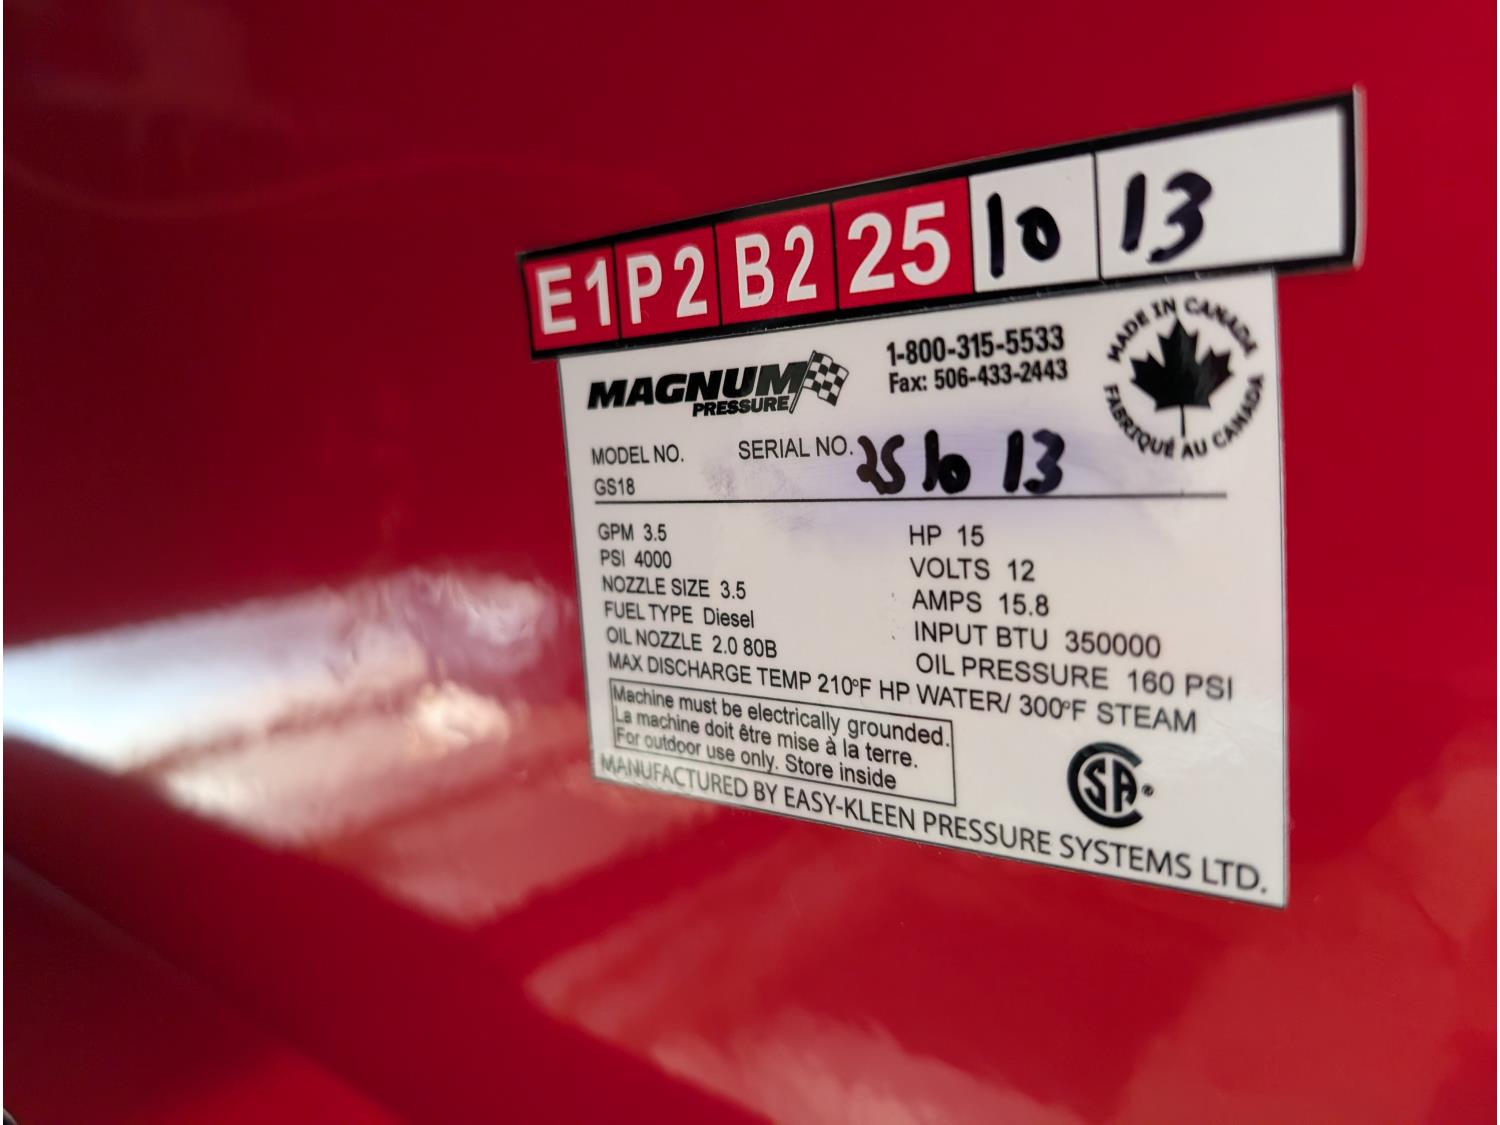 E1 P2 B2 25 10 13
MAGNUM
PRESSURE
1-800-315-5533
Fax: 506-433-2443
MADE IN CANADA
FABRIQUÉ AU CANADA
MODEL NO.
GS18
SERIAL NO. 25 10 13
GPM 3.5
PSI 4000
NOZZLE SIZE 3.5
FUEL TYPE Diesel
OIL NOZZLE 2.0 80B
HP 15
VOLTS 12
AMPS 15.8
INPUT BTU 350000
OIL PRESSURE 160 PSI
MAX DISCHARGE TEMP 210°F HP WATER/ 300°F STEAM
Machine must be electrically grounded.
La machine doit être mise à la terre.
For outdoor use only. Store inside
CSA®
MANUFACTURED BY EASY-KLEEN PRESSURE SYSTEMS LTD.